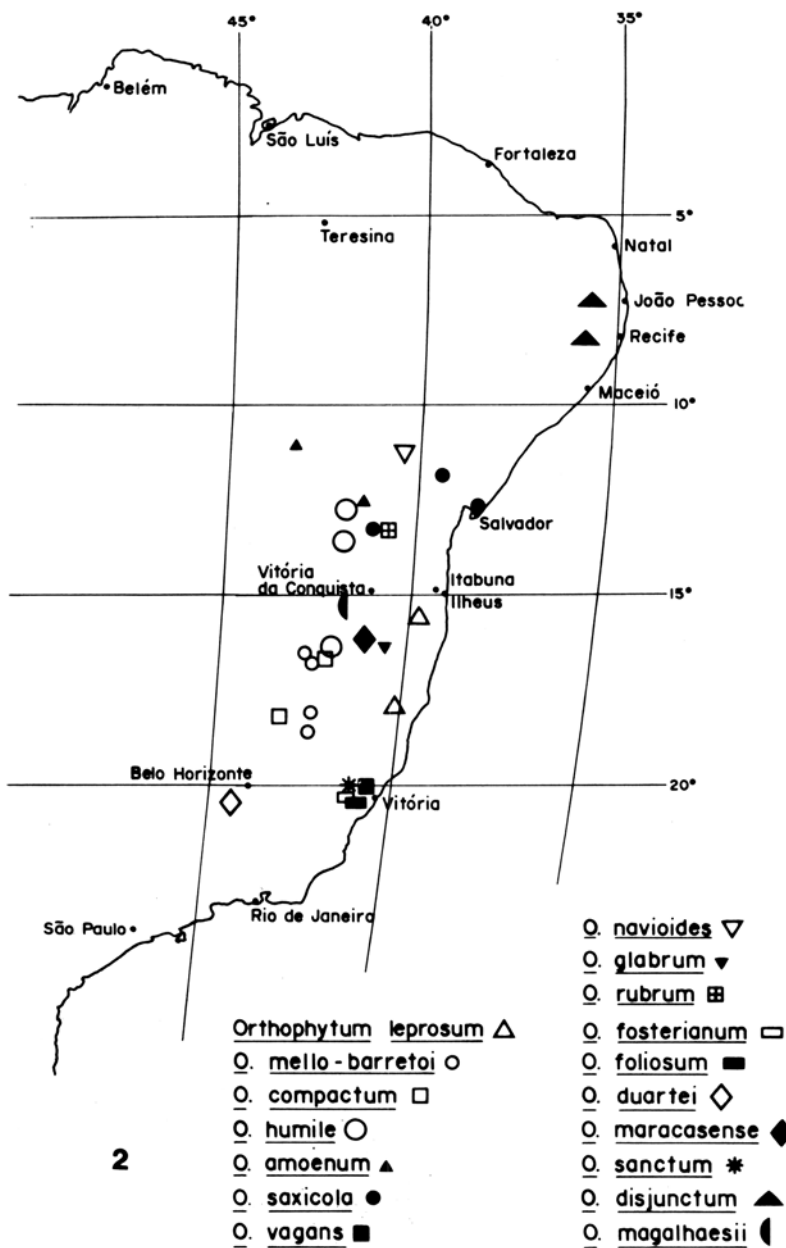 45° 40° 35°
Belém
São Luís
Fortaleza
5°
Teresina
Natal
João Pessoc
Recife
Maceió
10°
Salvador
Vitória
da Conquista
Itabuna
Ilheus
15°
Belo Horizonte
20°
Vitória
Rio de Janeiro
São Paulo
2
Orthophytum leprosum
O. mello-barretoi
O. compactum
O. humile
O. amoenum
O. saxicola
O. vagans
O. navioides
O. glabrum
O. rubrum
O. fosterianum
O. foliosum
O. duartei
O. maracasense
O. sanctum
O. disjunctum
O. magalhaesii